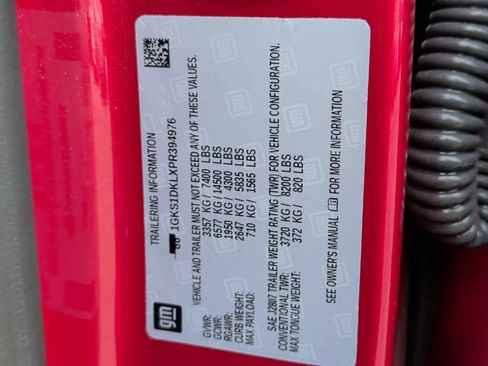 TRAILERING INFORMATION
1GKS1DKLXPR394976
gm
VEHICLE AND TRAILER MUST NOT EXCEED ANY OF THESE VALUES.
GVWR: 3357 KG / 7400 LBS
GCWR: 6577 KG / 14500 LBS
RGAWR: 1950 KG / 4300 LBS
CURB WEIGHT: 2647 KG / 5835 LBS
MAX PAYLOAD: 710 KG / 1565 LBS
SAE J2807 TRAILER WEIGHT RATING (TWR) FOR VEHICLE CONFIGURATION.
CONVENTIONAL TWR: 3720 KG / 8200 LBS
MAX TONGUE WEIGHT: 372 KG / 820 LBS
SEE OWNER'S MANUAL FOR MORE INFORMATION